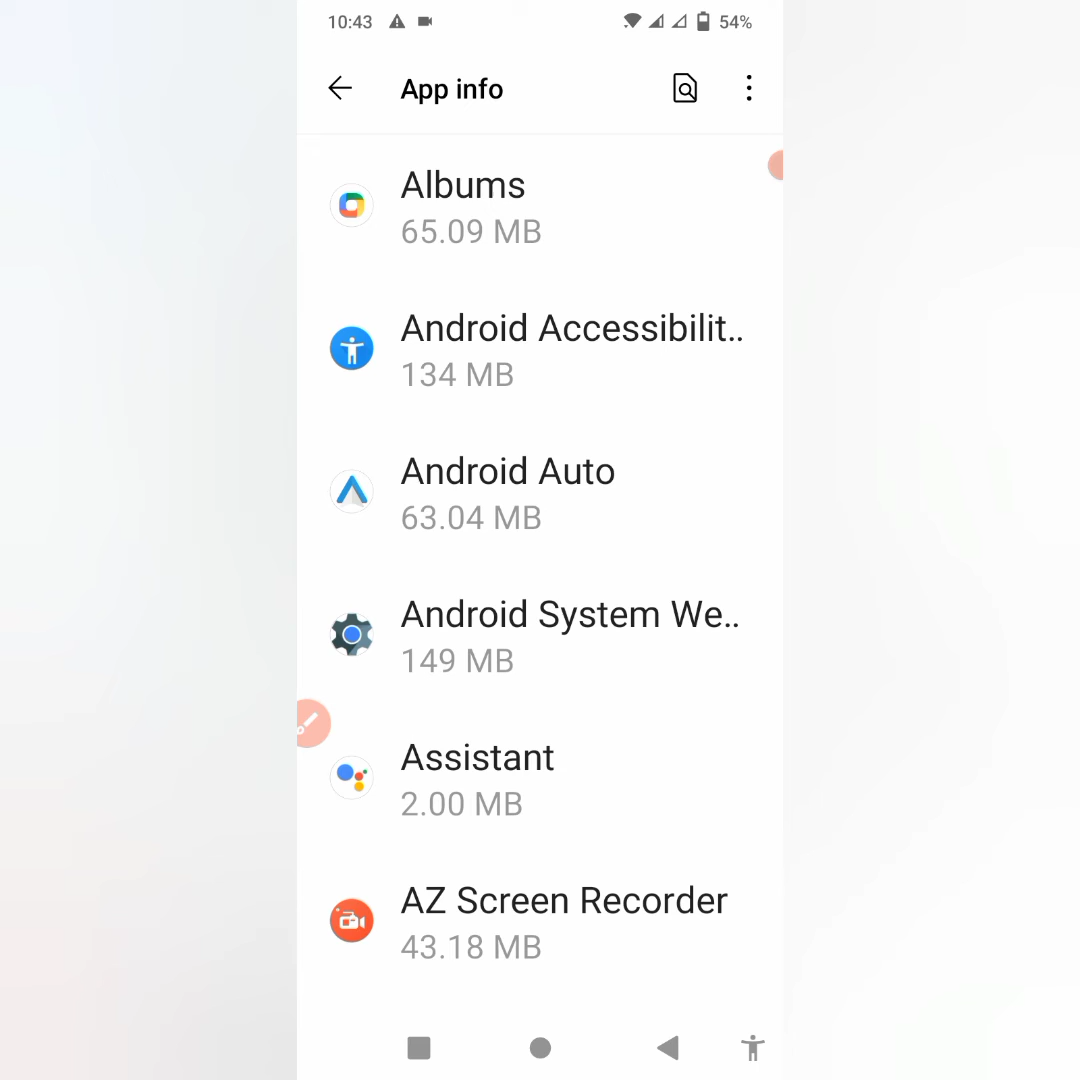 10:43 54%
App info
Albums
65.09 MB
Android Accessibilit..
134 MB
Android Auto
63.04 MB
Android System We..
149 MB
Assistant
2.00 MB
AZ Screen Recorder
43.18 MB